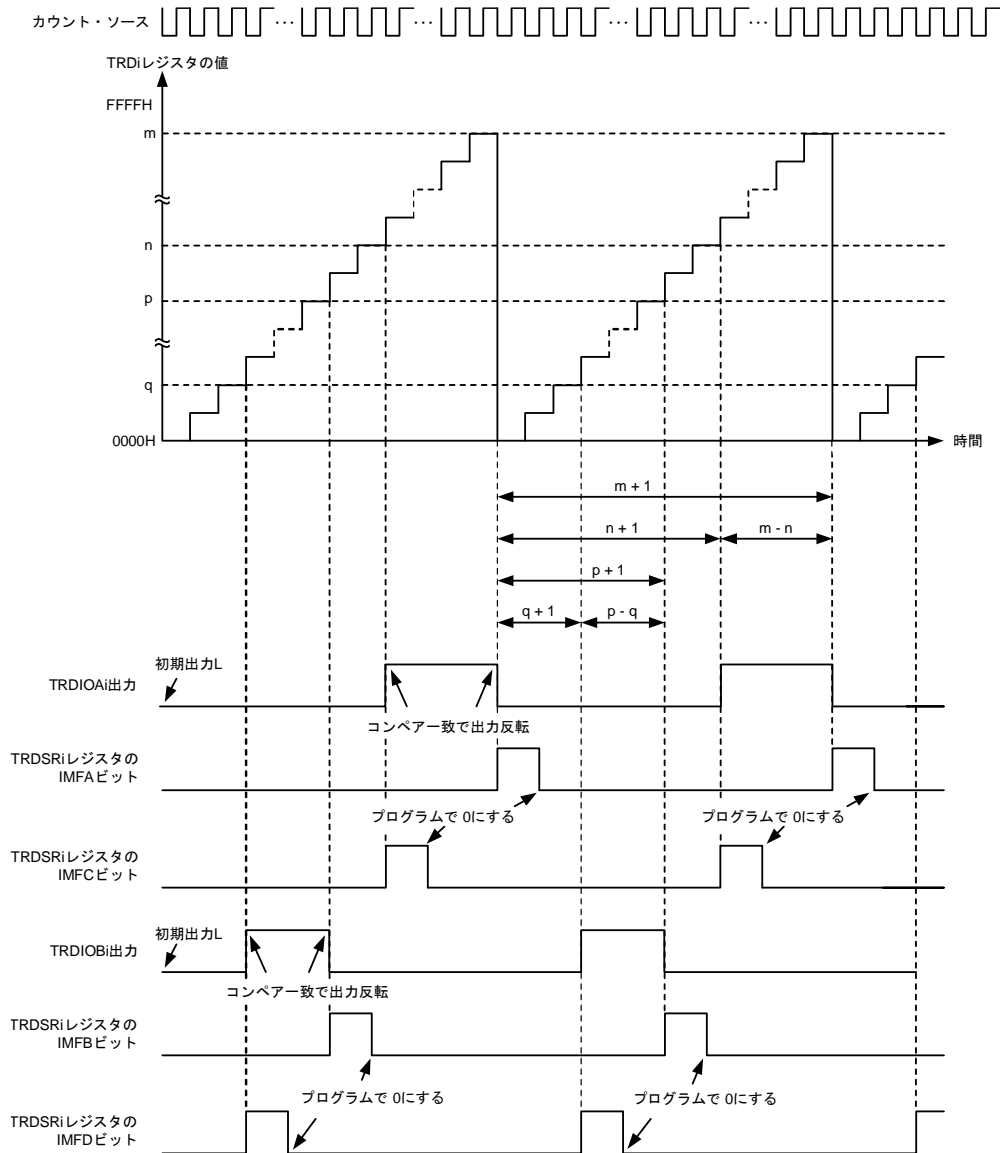 カウント・ソース
・・・ ・・・ ・・・ ・・・
TRDiレジスタの値
FFFFH
m
n
p
q
0000H
時間
m + 1
n + 1
m - n
p + 1
q + 1
p - q
初期出力L
TRDIOAi出力
コンペア一致で出力反転
TRDSRiレジスタの
IMFAビット
プログラムで 0にする
プログラムで 0にする
TRDSRiレジスタの
IMFCビット
初期出力L
TRDIOBi出力
コンペア一致で出力反転
TRDSRiレジスタの
IMFBビット
プログラムで 0にする
プログラムで 0にする
TRDSRiレジスタの
IMFDビット